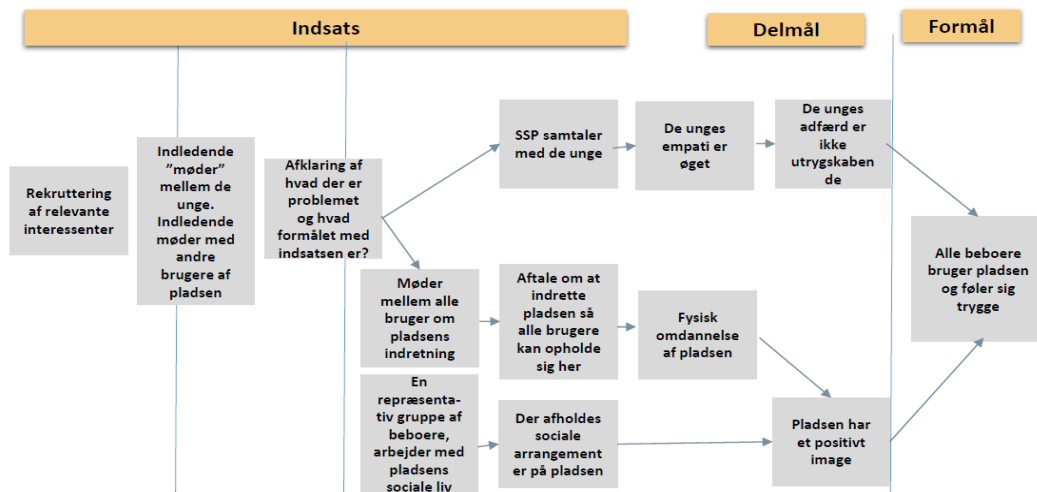 Indsats
Delmål
Formål
Rekruttering
af relevante
interessenter
Indledende
”møder”
mellem de
unge.
Indledende
møder med
andre
brugere af
pladsen
Afklaring af
hvad der er
problemet
og hvad
formålet med
indsatsen er?
SSP samtaler
med de unge
De unges
empati er
øget
De unges
adfærd er
ikke
utrygskaben
de
Møder
mellem alle
bruger om
pladsens
indretning
Aftale om at
indrette
pladsen så
alle brugere
kan opholde
sig her
Fysisk
omdannelse
af pladsen
En
repræsenta-
tiv gruppe af
beboere,
arbejder med
pladsens
sociale liv
Der afholdes
sociale
arrangement
er på pladsen
Pladsen har
et positivt
image
Alle beboere
bruger pladsen
og føler sig
trygge